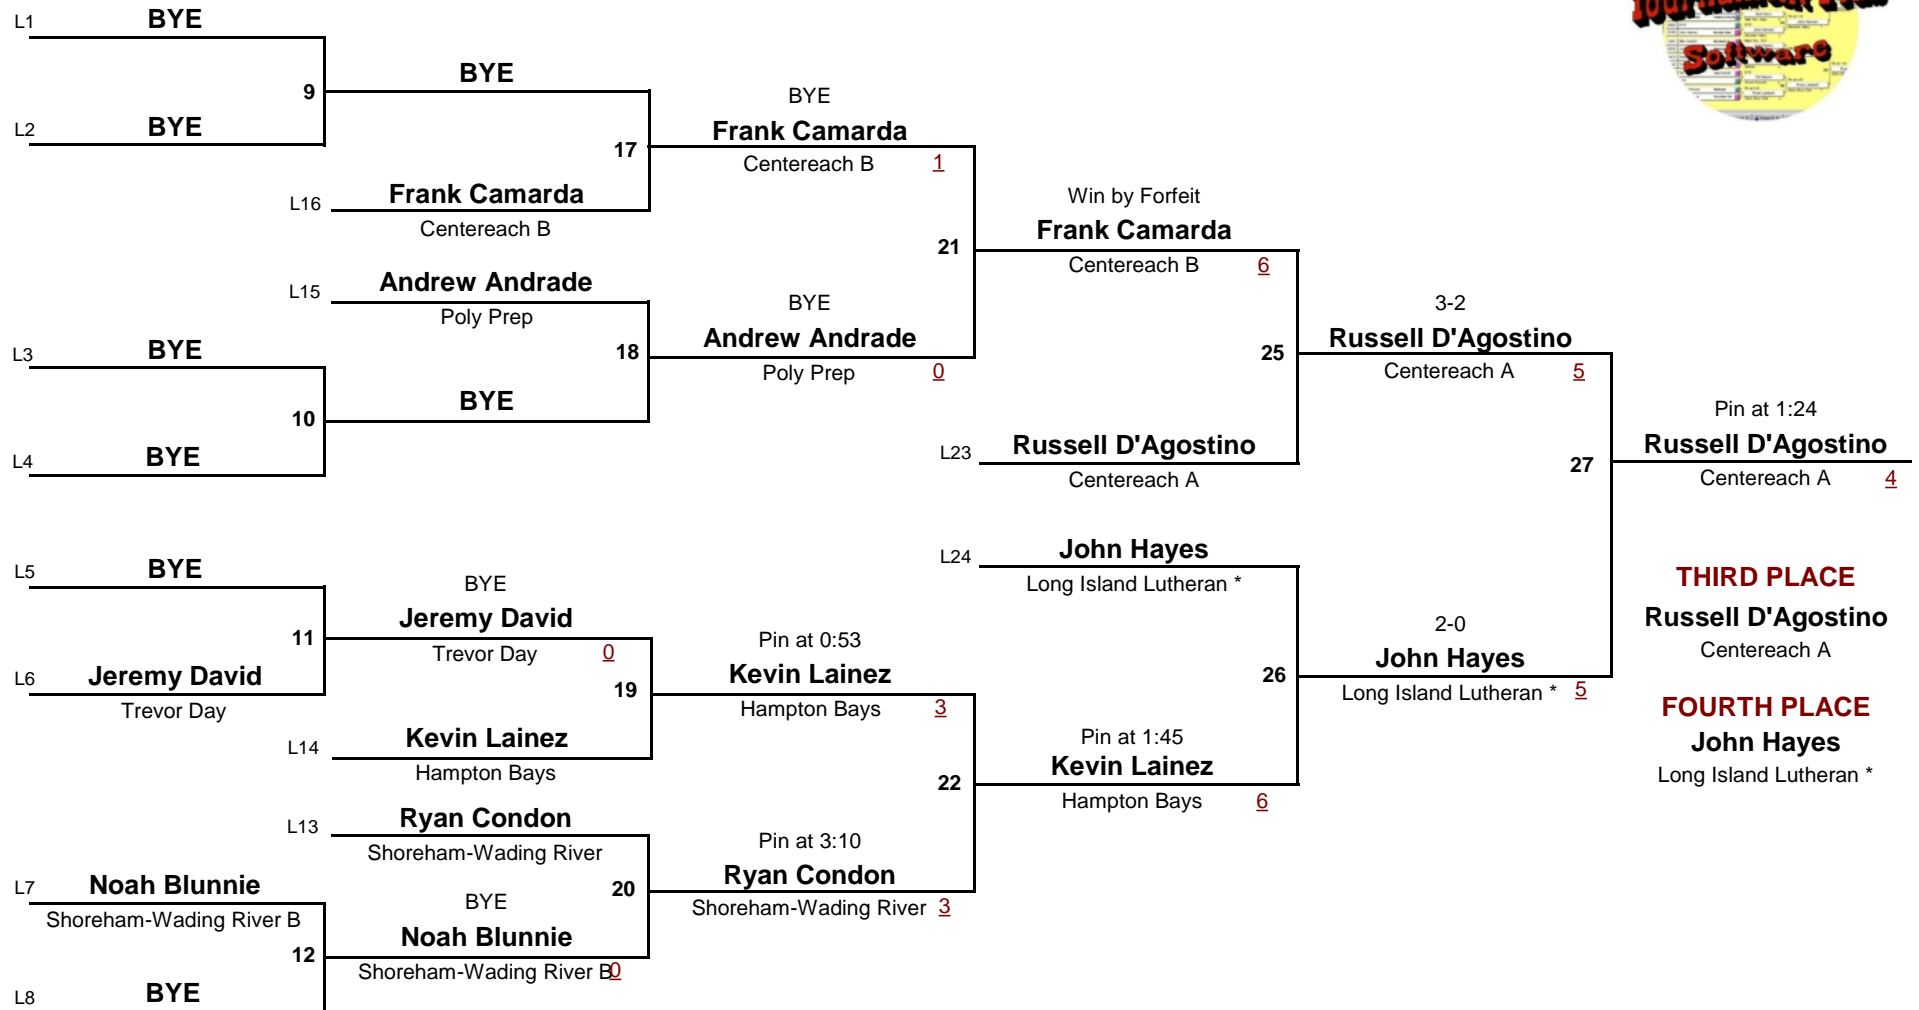 L1 BYE
9
BYE
L2 BYE
17
BYE
Frank Camarda
Centereach B 1
L16 Frank Camarda
Centereach B
21
Win by Forfeit
Frank Camarda
Centereach B 6
L15 Andrew Andrade
Poly Prep
18
BYE
Andrew Andrade
Poly Prep 0
L3 BYE
10
BYE
L4 BYE
25
3-2
Russell D'Agostino
Centereach A 5
L23 Russell D'Agostino
Centereach A
27
Pin at 1:24
Russell D'Agostino
Centereach A 4
L5 BYE
11
BYE
Jeremy David
Trevor Day 0
L6 Jeremy David
Trevor Day
19
Pin at 0:53
Kevin Lainez
Hampton Bays 3
L14 Kevin Lainez
Hampton Bays
L24 John Hayes
Long Island Lutheran *
26
2-0
John Hayes
Long Island Lutheran * 5
22
Pin at 1:45
Kevin Lainez
Hampton Bays 6
L13 Ryan Condon
Shoreham-Wading River
20
Pin at 3:10
Ryan Condon
Shoreham-Wading River 3
L7 Noah Blunnie
Shoreham-Wading River B
12
BYE
Noah Blunnie
Shoreham-Wading River B 0
L8 BYE
THIRD PLACE
Russell D'Agostino
Centereach A
FOURTH PLACE
John Hayes
Long Island Lutheran *
Software